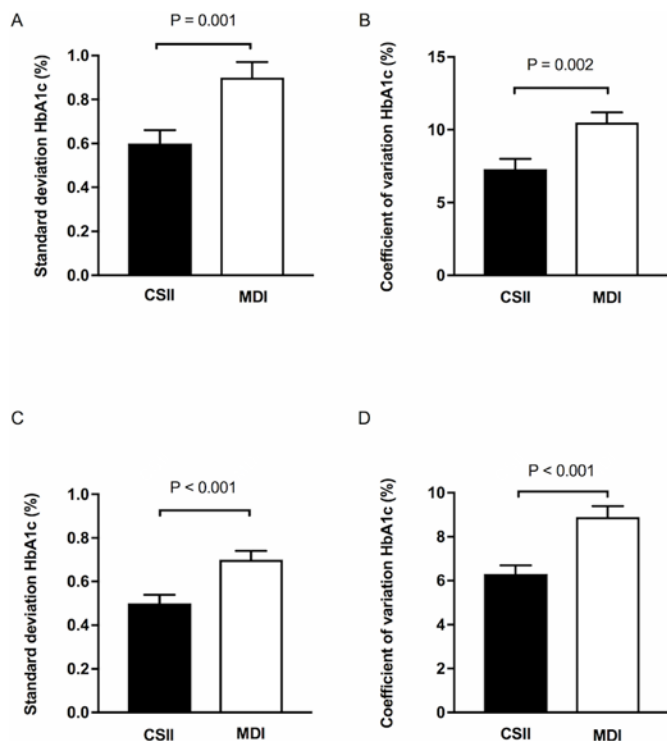 A
P = 0.001
Standard deviation HbA1c (%)
1.0
0.8
0.6
0.4
0.2
0.0
CSII
MDI
B
P = 0.002
Coefficient of variation HbA1c (%)
15
10
5
0
CSII
MDI
C
P < 0.001
Standard deviation HbA1c (%)
1.0
0.8
0.6
0.4
0.2
0.0
CSII
MDI
D
P < 0.001
Coefficient of variation HbA1c (%)
10
8
6
4
2
0
CSII
MDI